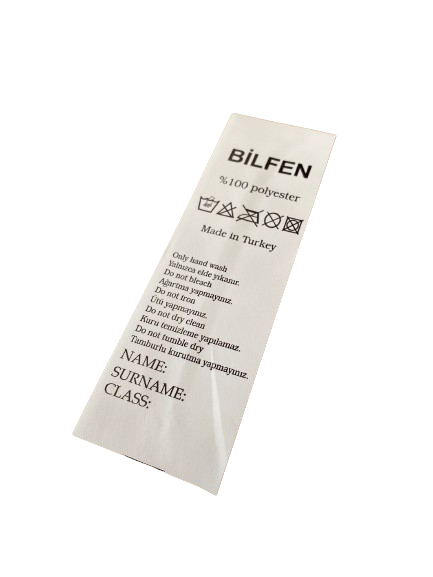 BİLFEN
%100 polyester
Made in Turkey
Only hand wash
Yalnızca elde yıkanır.
Do not bleach
Ağartma yapmayınız.
Do not iron
Ütü yapmayınız.
Do not dry clean
Kuru temizleme yapılamaz.
Do not tumble dry
Tamburlu kurutma yapmayınız.
NAME:
SURNAME:
CLASS: